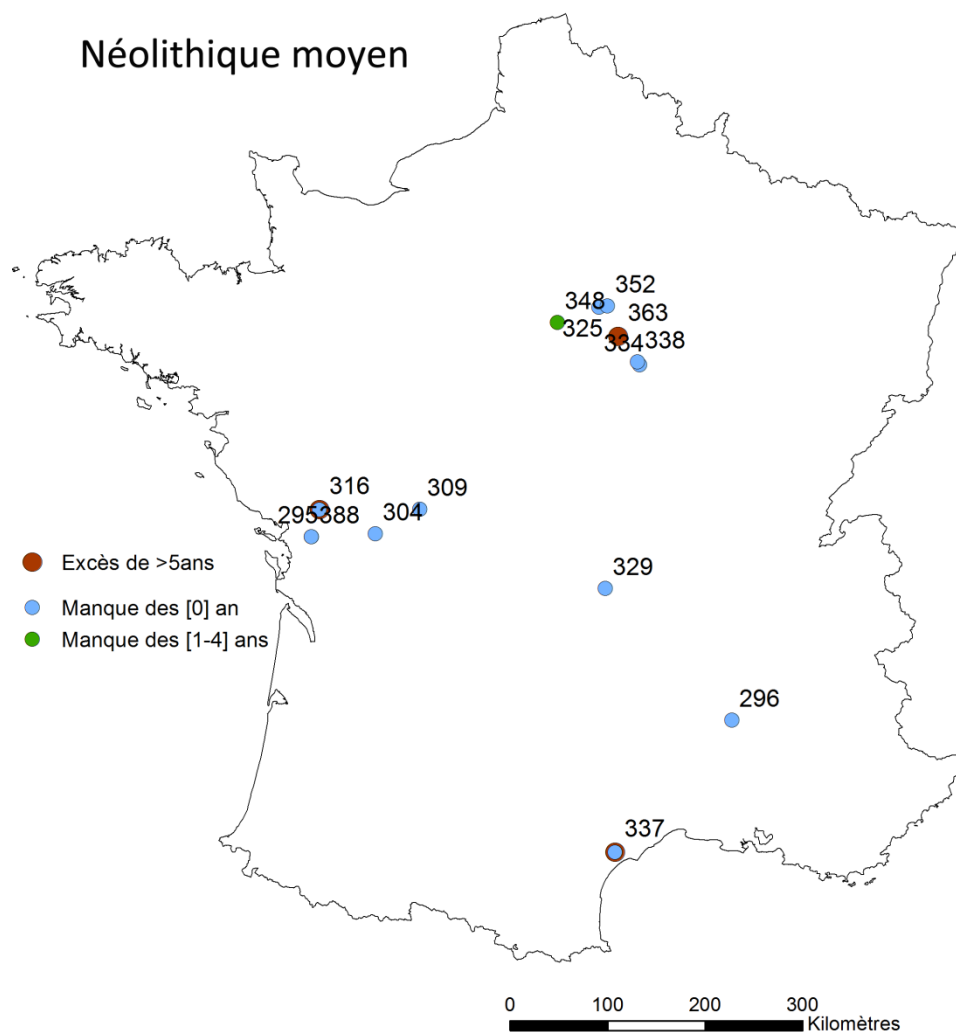 Néolithique moyen
352
348
363
325
334
338
316
309
295
388
304
329
296
337
Excès de >5ans
Manque des [0] an
Manque des [1-4] ans
0 100 200 300
Kilomètres